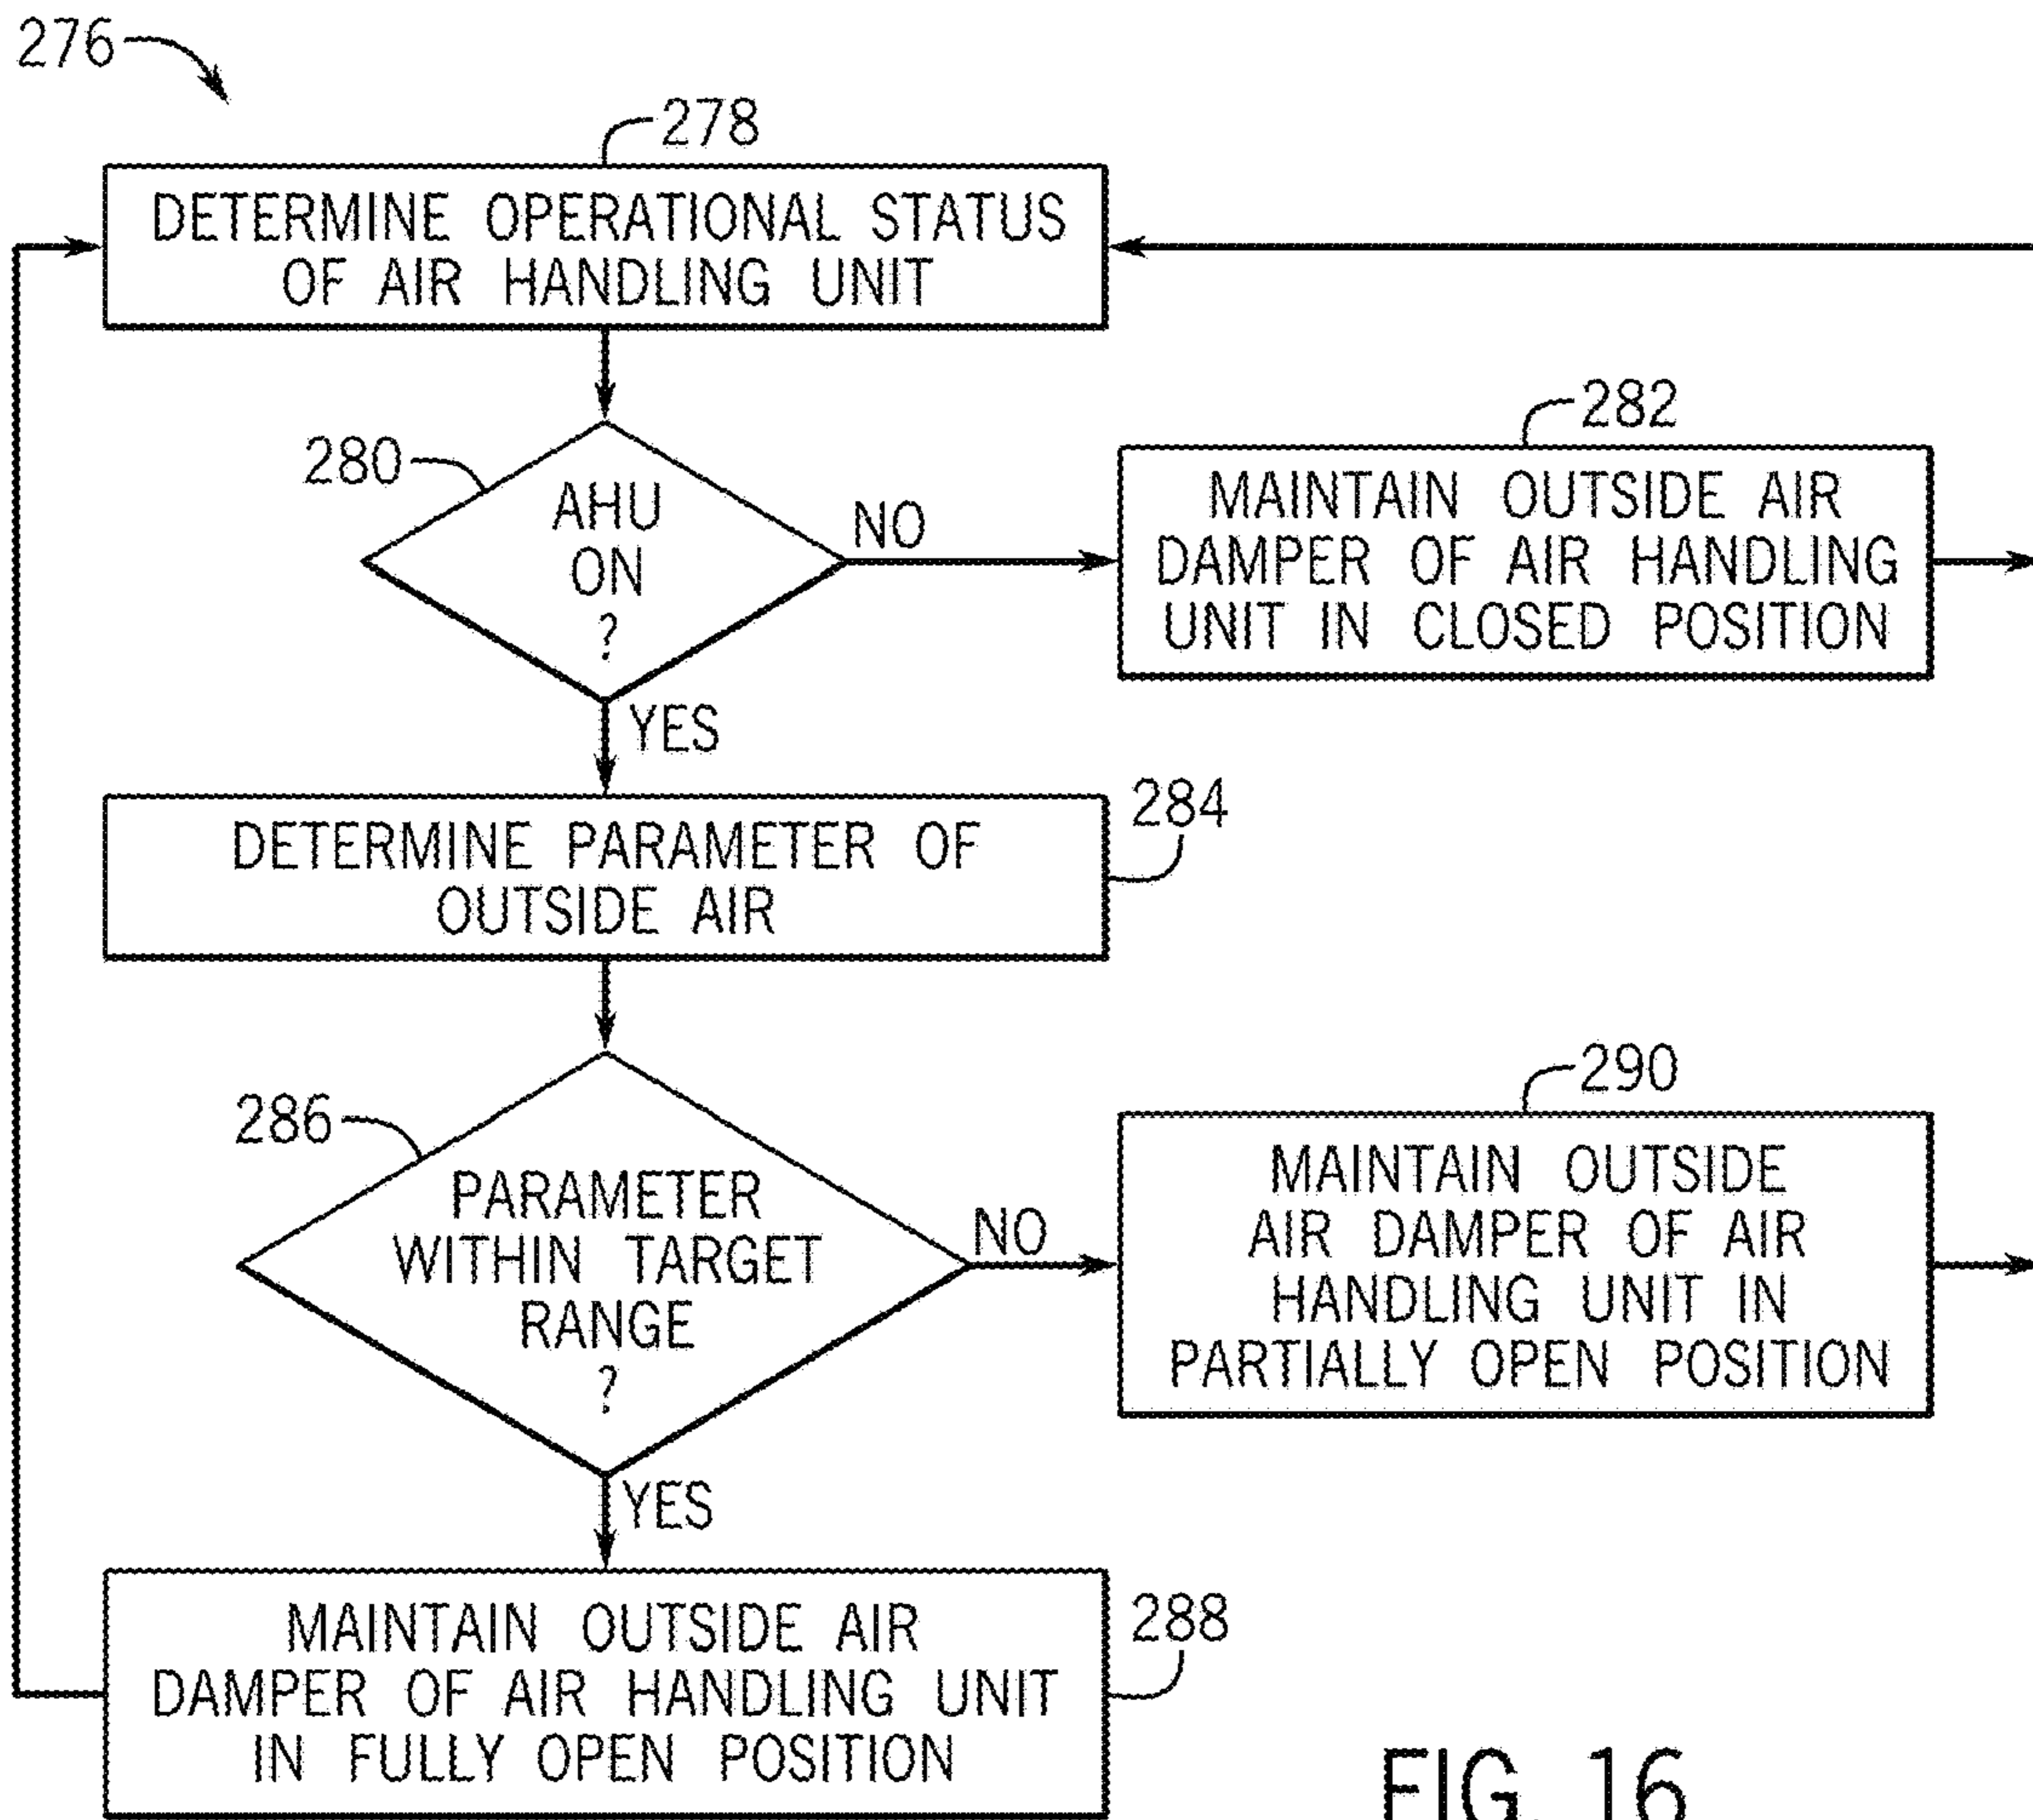 276
278
DETERMINE OPERATIONAL STATUS
OF AIR HANDLING UNIT
280
AHU
ON
?
NO
282
MAINTAIN OUTSIDE AIR
DAMPER OF AIR HANDLING
UNIT IN CLOSED POSITION
YES
284
DETERMINE PARAMETER OF
OUTSIDE AIR
286
PARAMETER
WITHIN TARGET
RANGE
?
NO
290
MAINTAIN OUTSIDE
AIR DAMPER OF AIR
HANDLING UNIT IN
PARTIALLY OPEN POSITION
YES
288
MAINTAIN OUTSIDE AIR
DAMPER OF AIR HANDLING UNIT
IN FULLY OPEN POSITION
FIG. 16